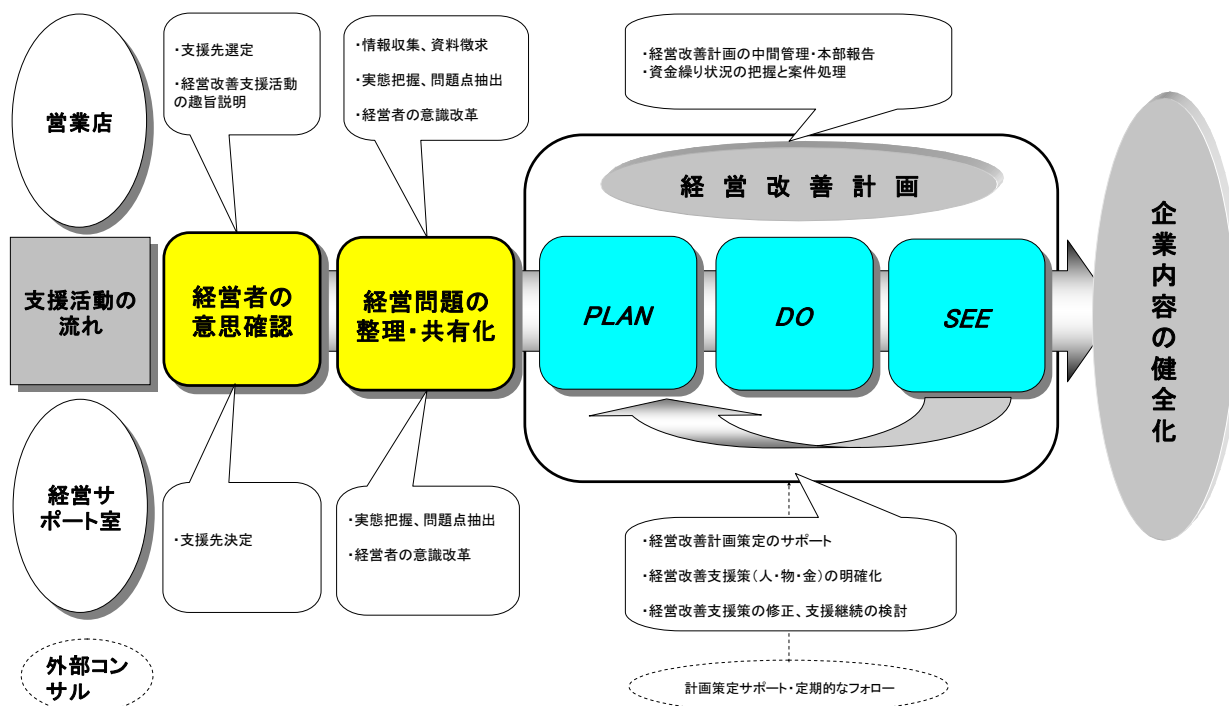 ・支援先選定
・経営改善支援活動
の趣旨説明
・情報収集、資料徴求
・実態把握、問題点抽出
・経営者の意識改革
・経営改善計画の中間管理・本部報告
・資金繰り状況の把握と案件処理
営業店
経営改善計画
支援活動の
流れ
経営者の
意思確認
経営問題の
整理・共有化
PLAN
DO
SEE
企業内容の健全化
経営サ
ポート室
・支援先決定
・実態把握、問題点抽出
・経営者の意識改革
・経営改善計画策定のサポート
・経営改善支援策(人・物・金)の明確化
・経営改善支援策の修正、支援継続の検討
外部コン
サル
計画策定サポート・定期的なフォロー